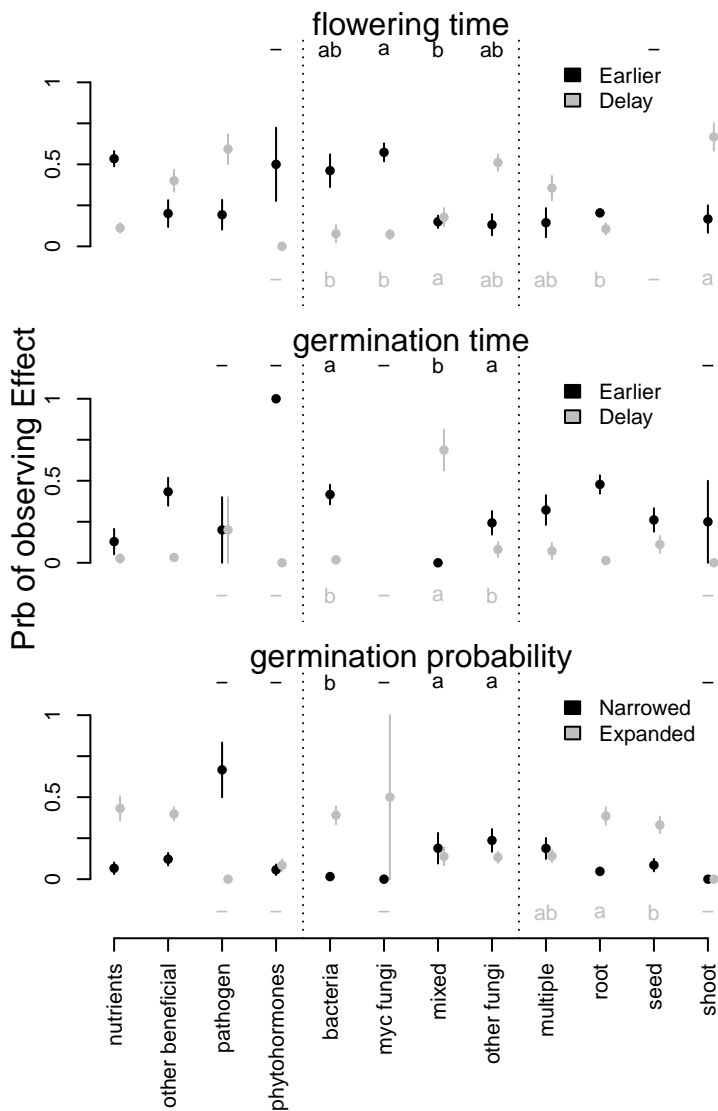 flowering time
– ab a b ab –
1
0.5
0
Earlier
Delay
– b b a ab ab b – a
germination time
– – a – b a –
Prb of observing Effect
1
0.5
0
Earlier
Delay
– – b – a b –
germination probability
– – b – a a –
1
0.5
0
Narrowed
Expanded
– – – ab a b –
nutrients
other beneficial
pathogen
phytohormones
bacteria
myc fungi
mixed
other fungi
multiple
root
seed
shoot